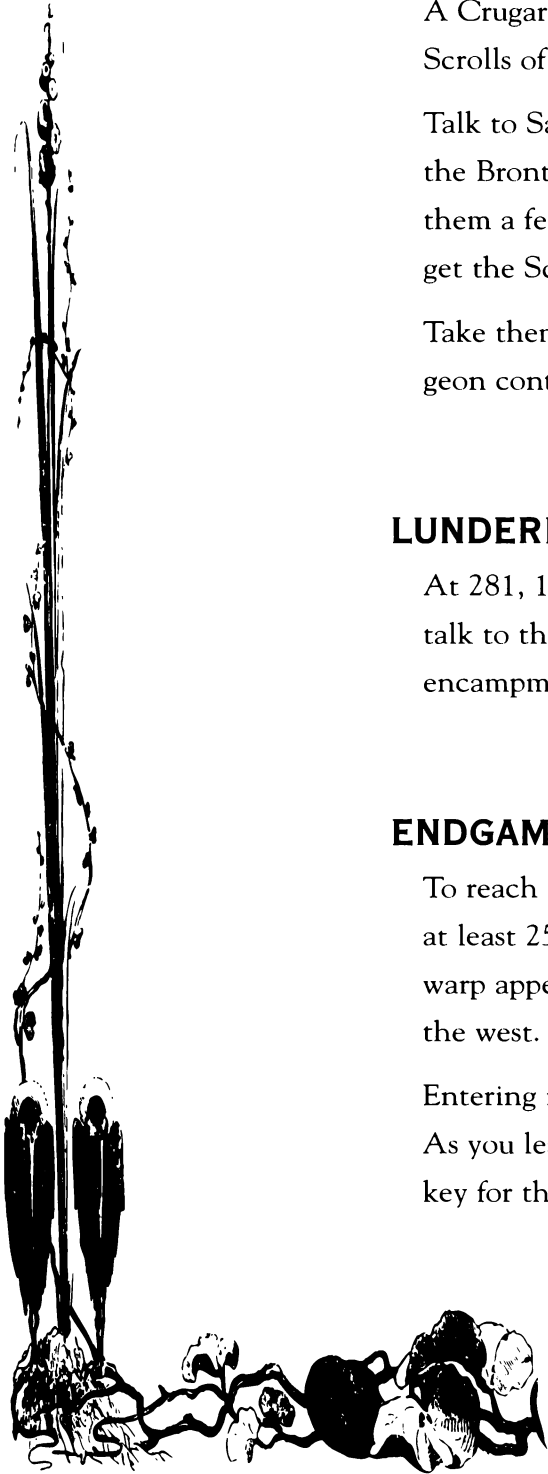 A Crugar
Scrolls of
Talk to Sa
the Bront
them a fe
get the Sc
Take ther
geon cont
LUNDER
At 281, 1
talk to th
encampm
ENDGAM
To reach
at least 25
warp appe
the west.
Entering
As you le
key for th